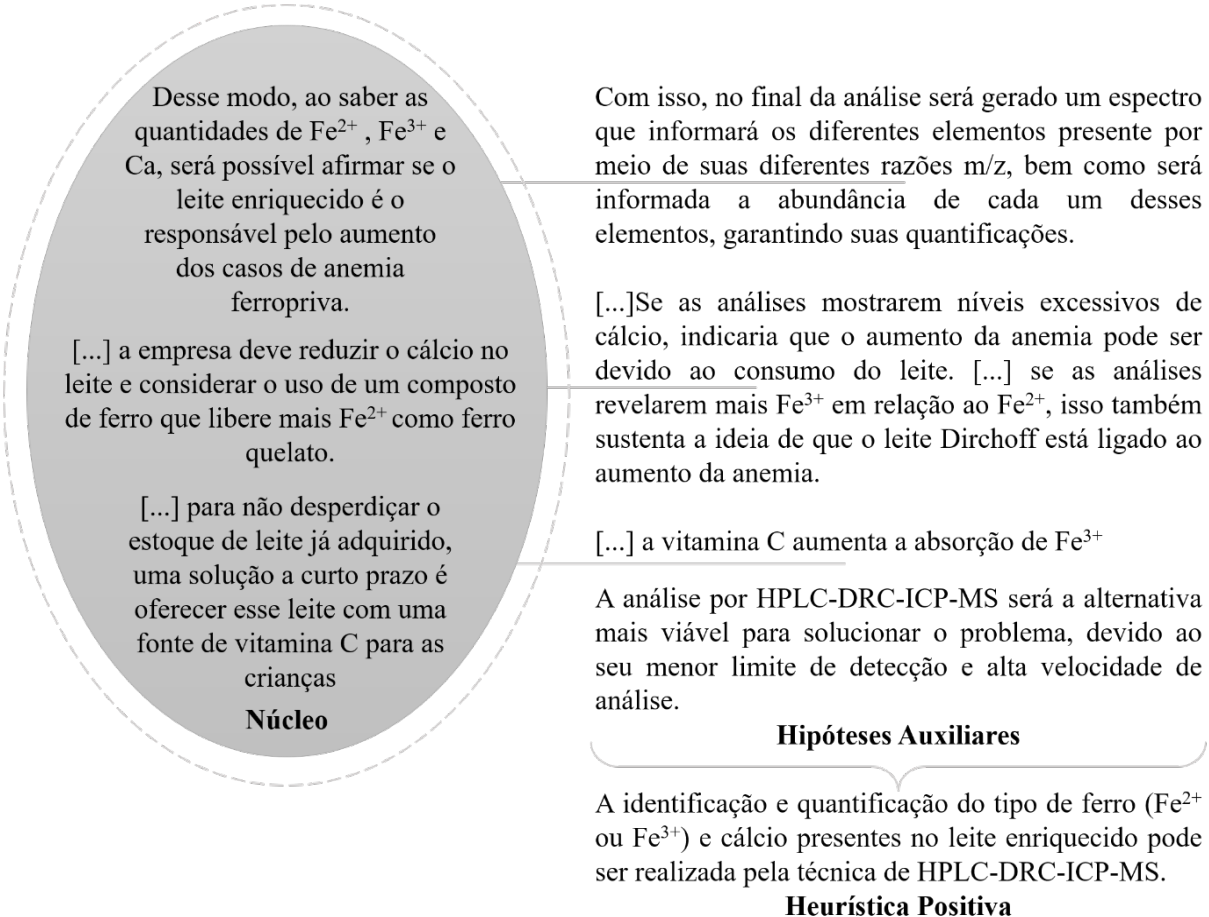 Desse modo, ao saber as
quantidades de Fe²⁺ , Fe³⁺ e
Ca, será possível afirmar se o
leite enriquecido é o
responsável pelo aumento
dos casos de anemia
ferropriva.
[...] a empresa deve reduzir o cálcio no
leite e considerar o uso de um composto
de ferro que libere mais Fe²⁺ como ferro
quelato.
[...] para não desperdiçar o
estoque de leite já adquirido,
uma solução a curto prazo é
oferecer esse leite com uma
fonte de vitamina C para as
crianças
Núcleo
Com isso, no final da análise será gerado um espectro
que informará os diferentes elementos presente por
meio de suas diferentes razões m/z, bem como será
informada a abundância de cada um desses
elementos, garantindo suas quantificações.
[...]Se as análises mostrarem níveis excessivos de
cálcio, indicaria que o aumento da anemia pode ser
devido ao consumo do leite. [...] se as análises
revelarem mais Fe³⁺ em relação ao Fe²⁺, isso também
sustenta a ideia de que o leite Dirchoff está ligado ao
aumento da anemia.
[...] a vitamina C aumenta a absorção de Fe³⁺
A análise por HPLC-DRC-ICP-MS será a alternativa
mais viável para solucionar o problema, devido ao
seu menor limite de detecção e alta velocidade de
análise.
Hipóteses Auxiliares
A identificação e quantificação do tipo de ferro (Fe²⁺
ou Fe³⁺) e cálcio presentes no leite enriquecido pode
ser realizada pela técnica de HPLC-DRC-ICP-MS.
Heurística Positiva